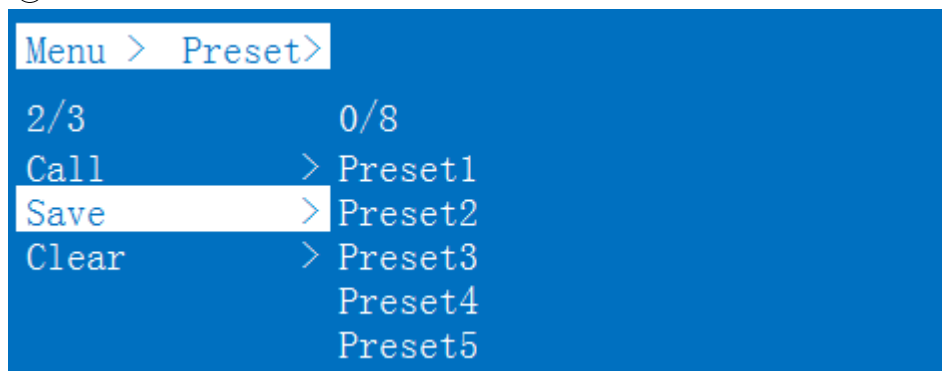 Menu > Preset>
2/3 0/8
Call > Preset1
Save > Preset2
Clear > Preset3
Preset4
Preset5